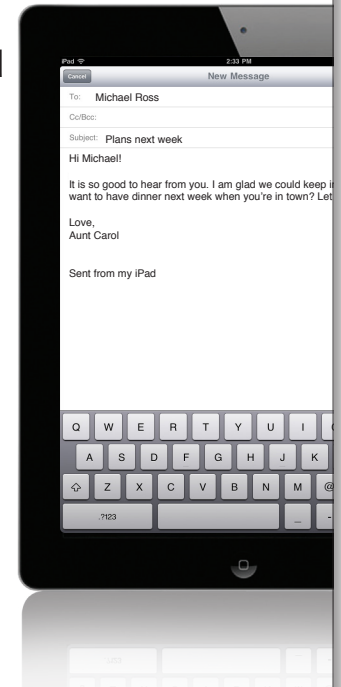 iPad 2:33 PM
Cancel New Message
To: Michael Ross
Cc/Bcc:
Subject: Plans next week
Hi Michael!
It is so good to hear from you. I am glad we could keep
want to have dinner next week when you're in town? Let
Love,
Aunt Carol
Sent from my iPad
Q W E R T Y U I
A S D F G H J K
Z X C V B N M @
.?123 _ -